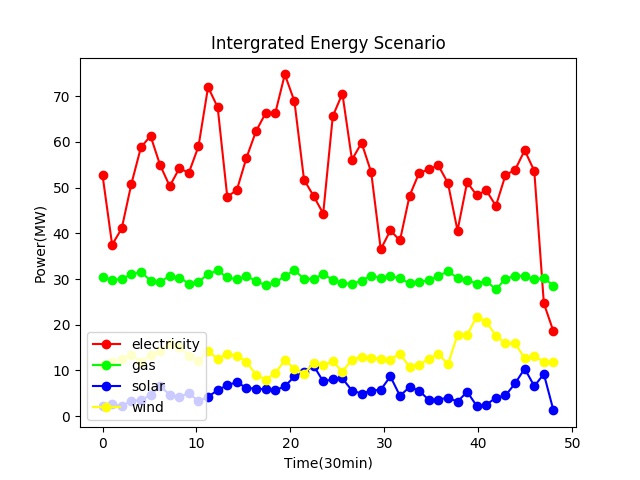 Intergrated Energy Scenario
Power(MW)
70
60
50
40
30
20
10
0
electricity
gas
solar
wind
0 10 20 30 40 50
Time(30min)